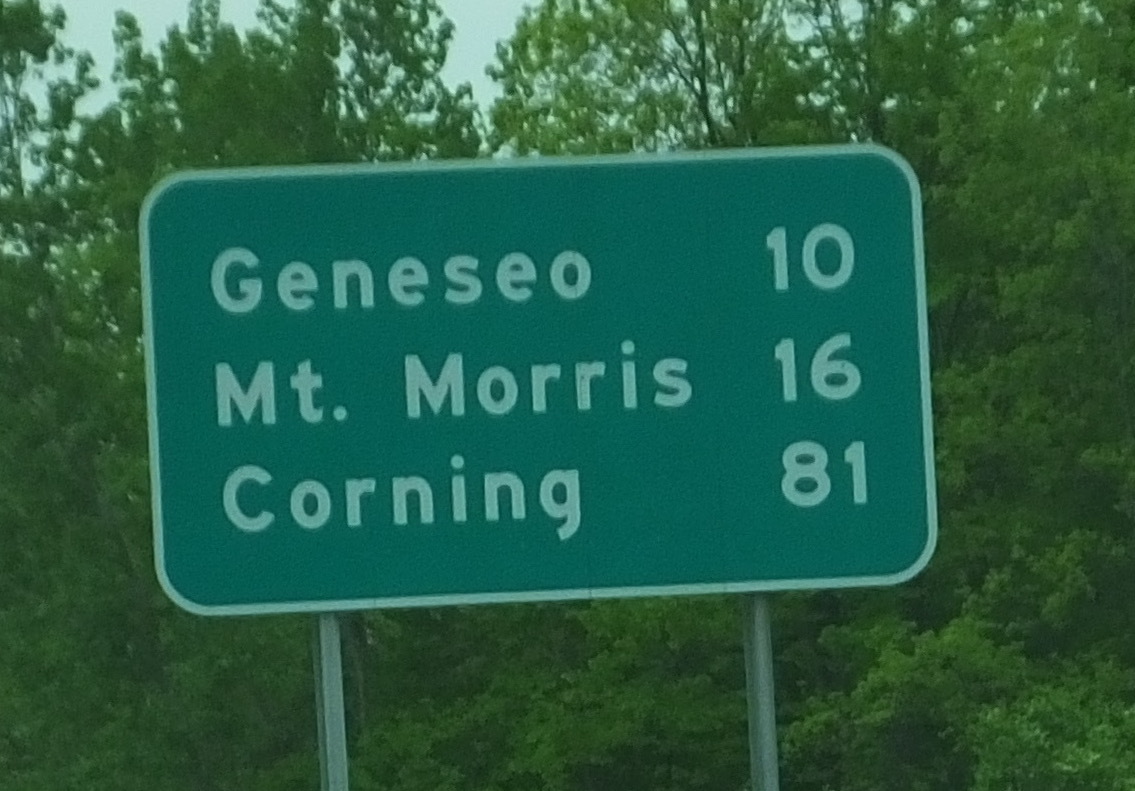 Geneseo 10
Mt. Morris 16
Corning 81